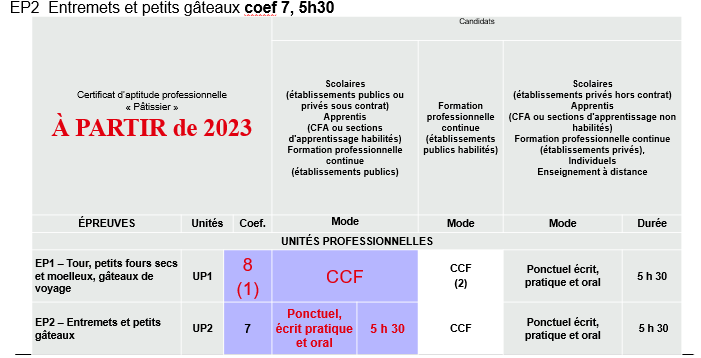 EP2  Entremets et petits gâteaux coef 7, 5h30
Candidats
Certificat d'aptitude professionnelle
« Pâtissier »
À PARTIR de 2023
Scolaires
(établissements publics ou
privés sous contrat)
Apprentis
(CFA ou sections
d'apprentissage habilités)
Formation professionnelle
continue
(établissements publics)
Formation
professionnelle
continue
(établissements
publics habilités)
Scolaires
(établissements privés hors contrat)
Apprentis
(CFA ou sections d'apprentissage non
habilités)
Formation professionnelle continue
(établissements privés),
Individuels
Enseignement à distance
ÉPREUVES Unités Coef. Mode Mode Mode Durée
UNITÉS PROFESSIONNELLES
EP1 – Tour, petits fours secs
et moelleux, gâteaux de
voyage
UP1
8
(1)
CCF
CCF
(2)
Ponctuel écrit,
pratique et oral
5 h 30
EP2 – Entremets et petits
gâteaux
UP2
7
Ponctuel,
écrit pratique
et oral
5 h 30
CCF
Ponctuel écrit,
pratique et oral
5 h 30